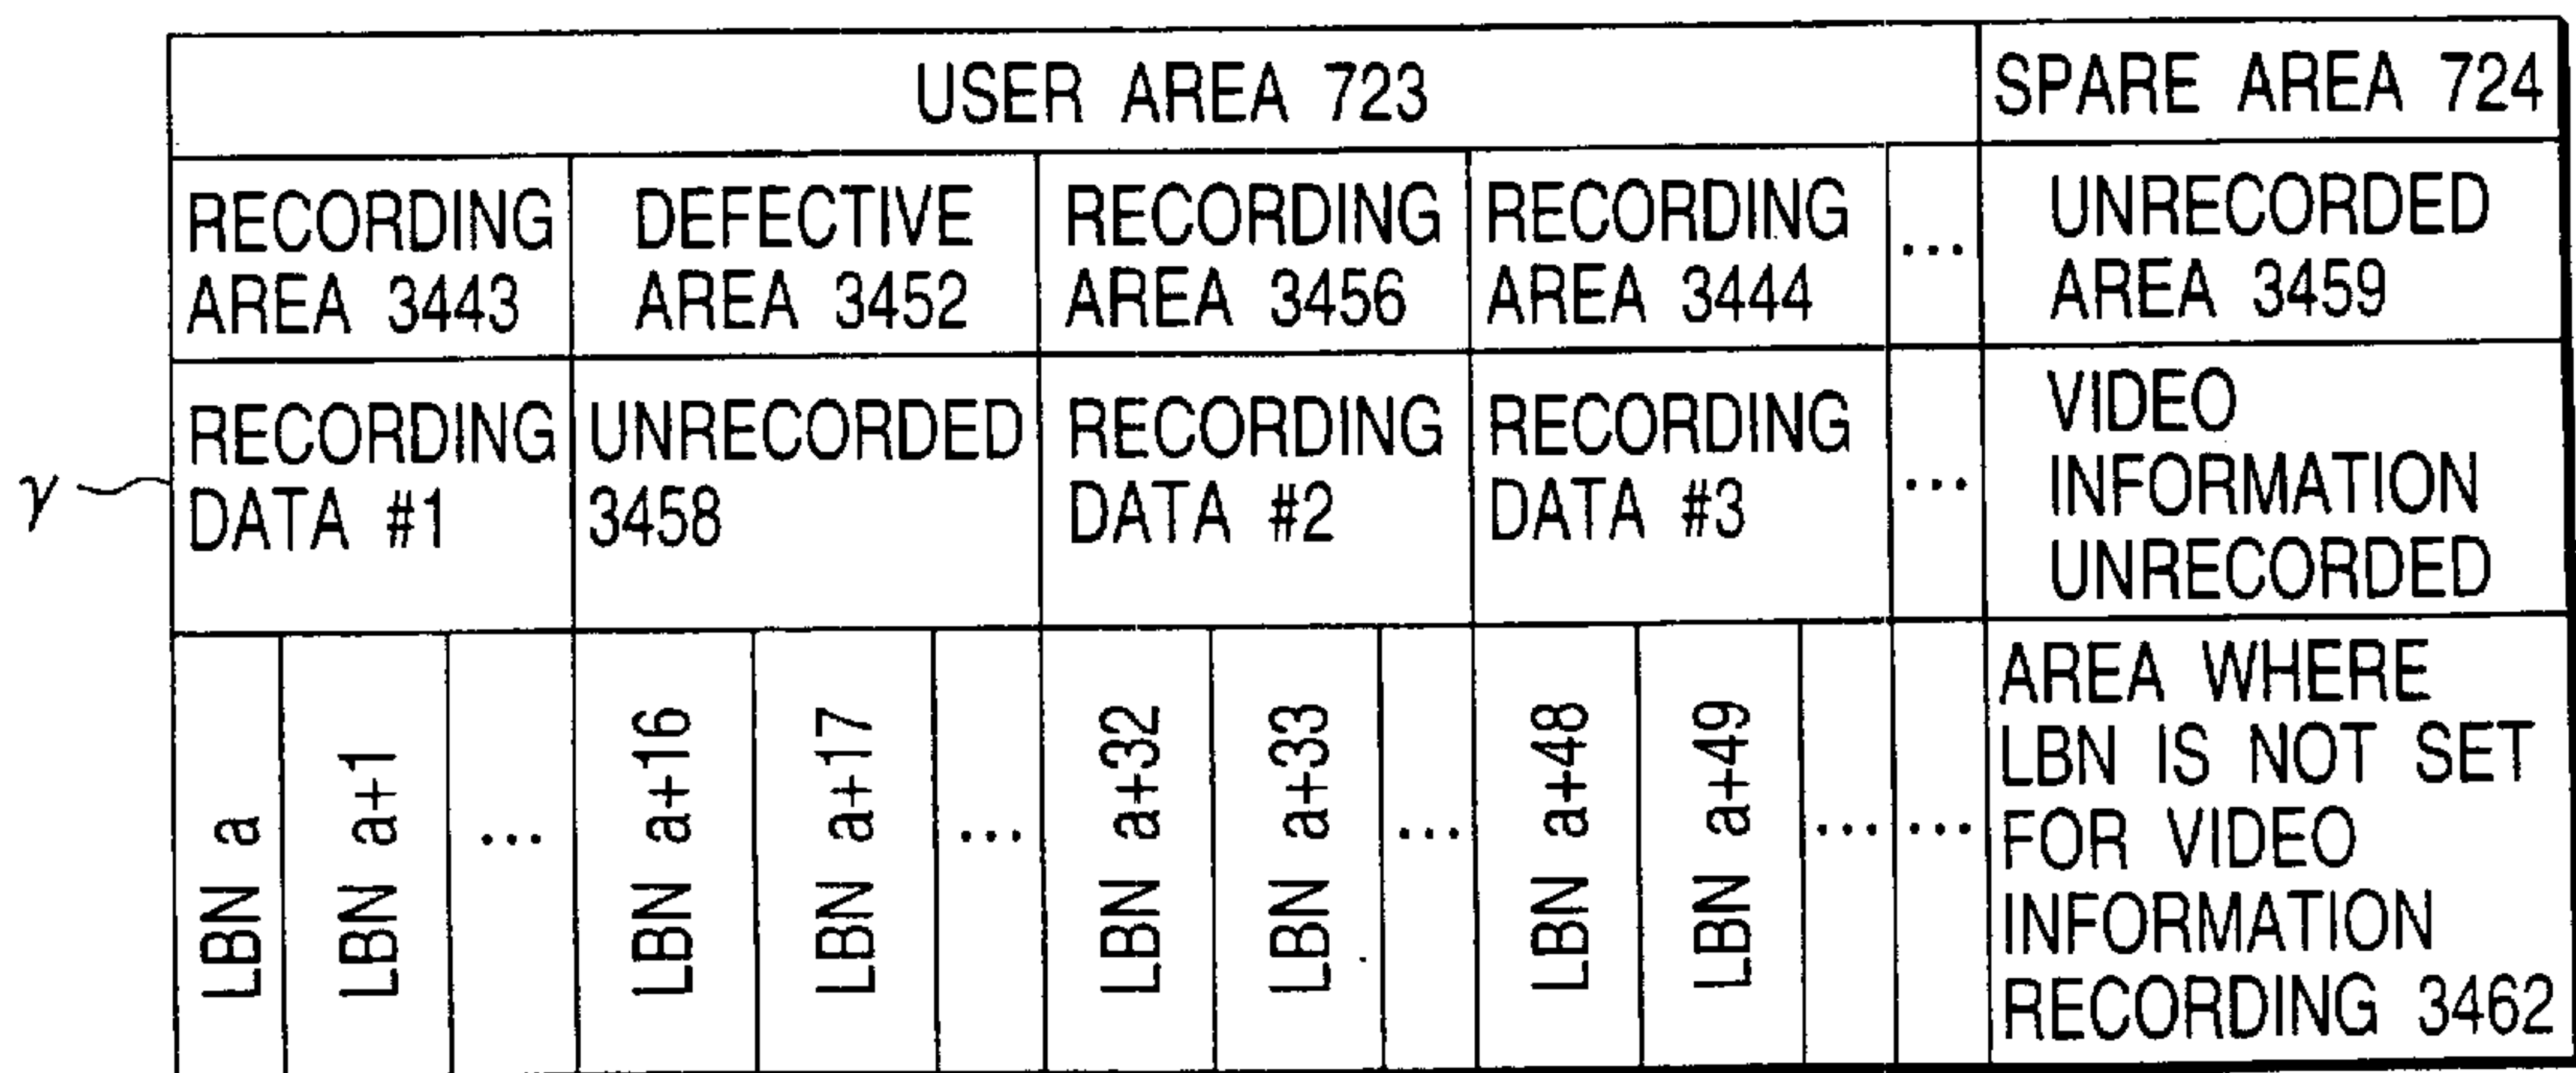 USER AREA 723
SPARE AREA 724
RECORDING
AREA 3443
DEFECTIVE
AREA 3452
RECORDING
AREA 3456
RECORDING
AREA 3444
...
UNRECORDED
AREA 3459
γ
RECORDING
DATA #1
UNRECORDED
3458
RECORDING
DATA #2
RECORDING
DATA #3
...
VIDEO
INFORMATION
UNRECORDED
LBN a
LBN a+1
...
LBN a+16
LBN a+17
...
LBN a+32
LBN a+33
...
LBN a+48
LBN a+49
...
...
AREA WHERE
LBN IS NOT SET
FOR VIDEO
INFORMATION
RECORDING 3462